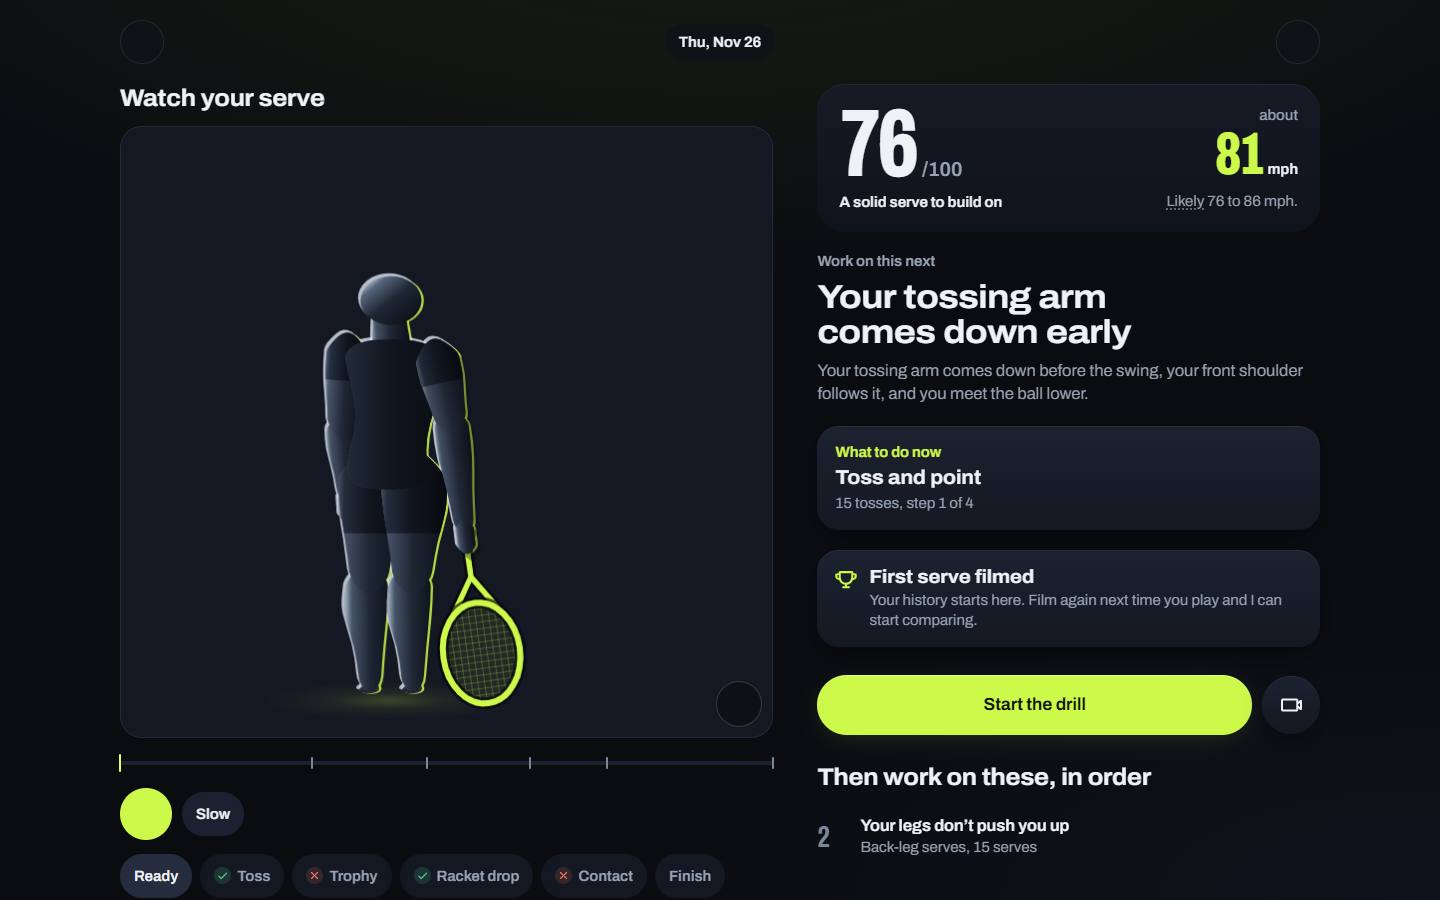 Thu, Nov 26
Watch your serve
76 /100
A solid serve to build on
about
81 mph
Likely 76 to 86 mph.
Work on this next
Your tossing arm
comes down early
Your tossing arm comes down before the swing, your front shoulder
follows it, and you meet the ball lower.
What to do now
Toss and point
15 tosses, step 1 of 4
First serve filmed
Your history starts here. Film again next time you play and I can
start comparing.
Start the drill
Then work on these, in order
2
Your legs don’t push you up
Back-leg serves, 15 serves
Slow
Ready Toss Trophy Racket drop Contact Finish